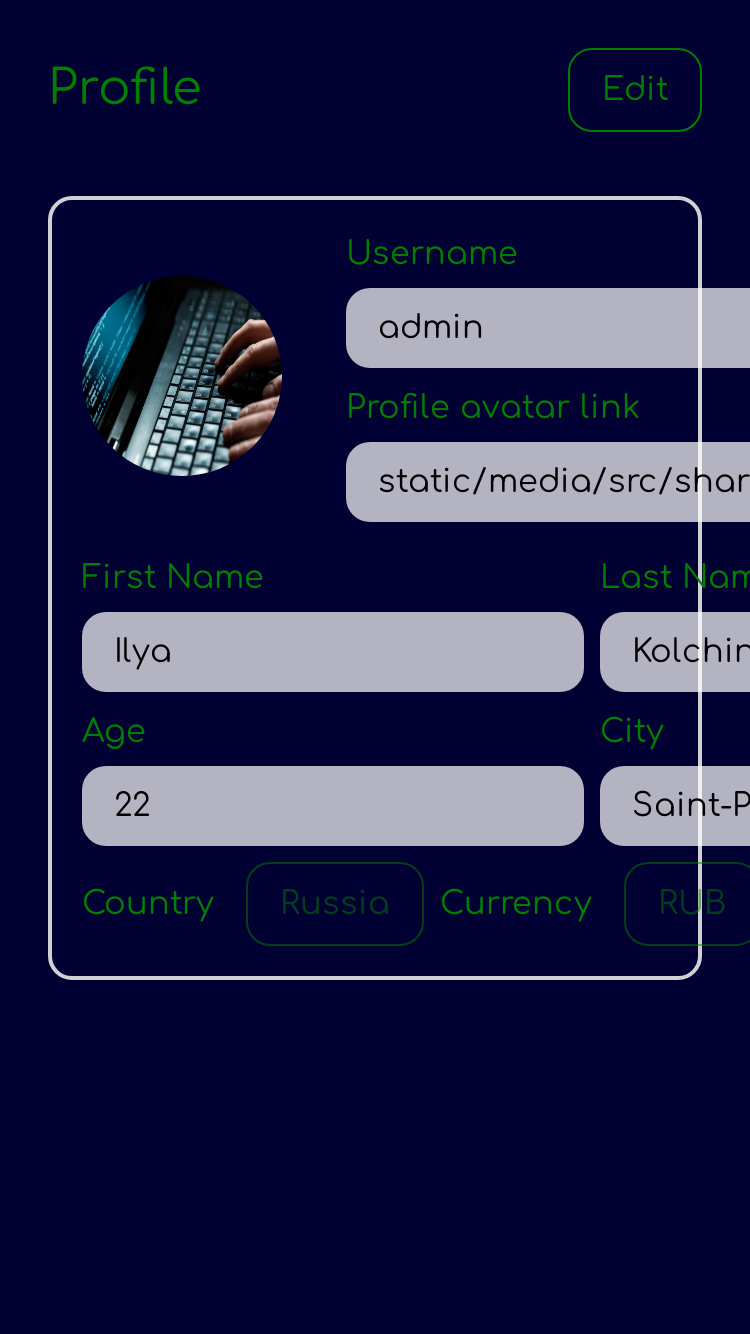 Profile
Edit
Username
admin
Profile avatar link
static/media/src/shar
First Name
Last Nam
Ilya
Kolchin
Age
City
22
Saint-P
Country
Russia
Currency
RUB